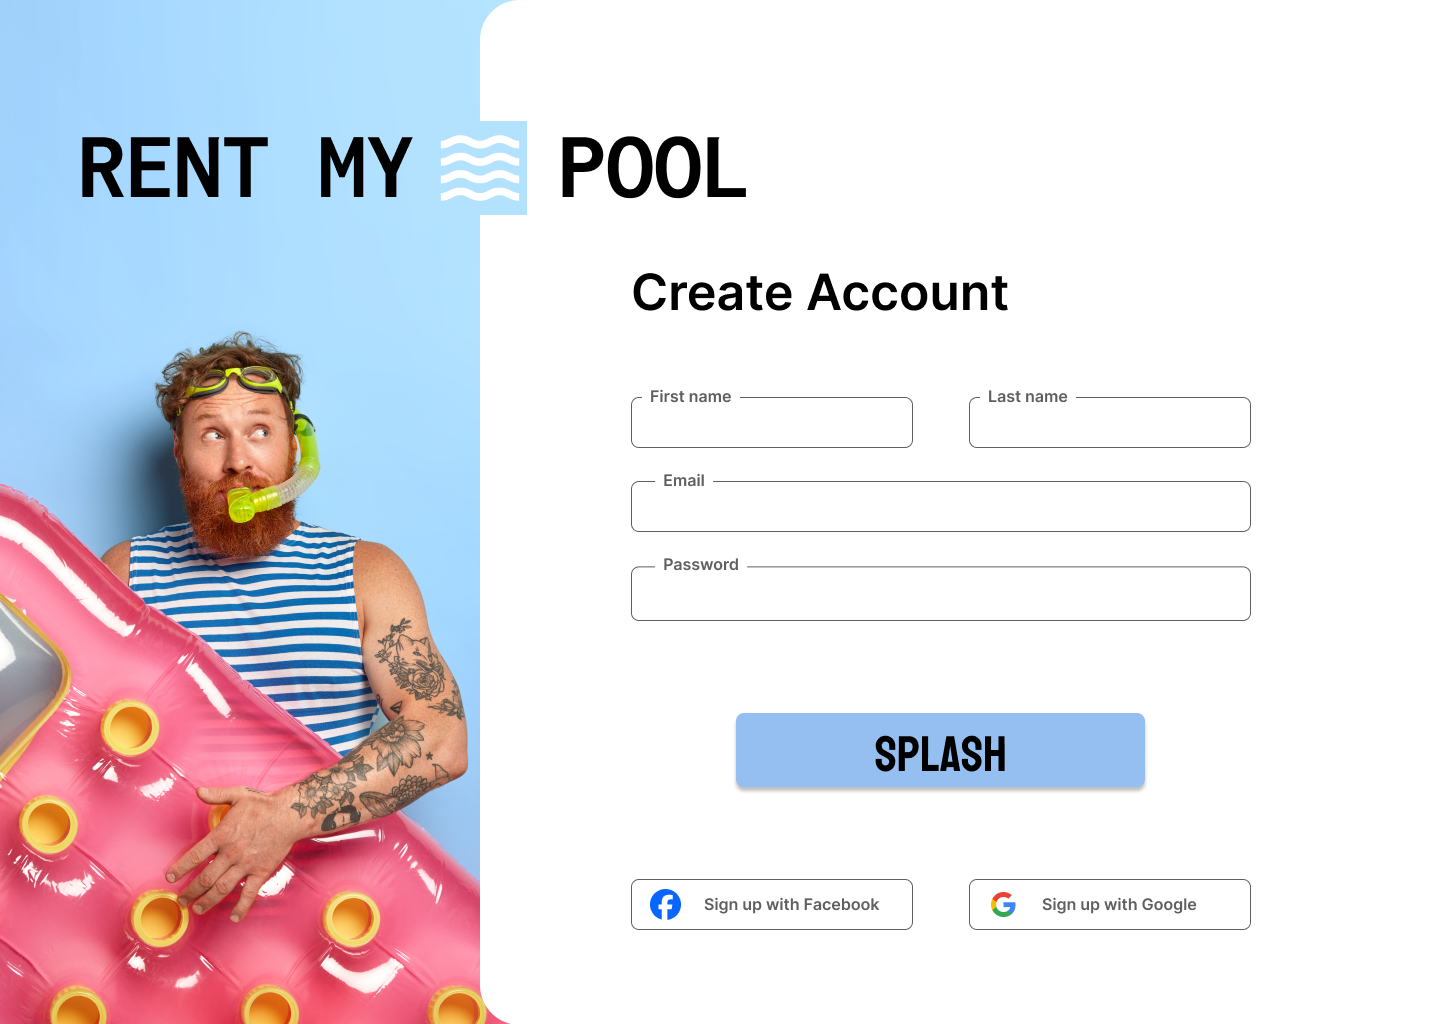 RENT MY POOL
Create Account
First name
Last name
Email
Password
SPLASH
Sign up with Facebook
Sign up with Google